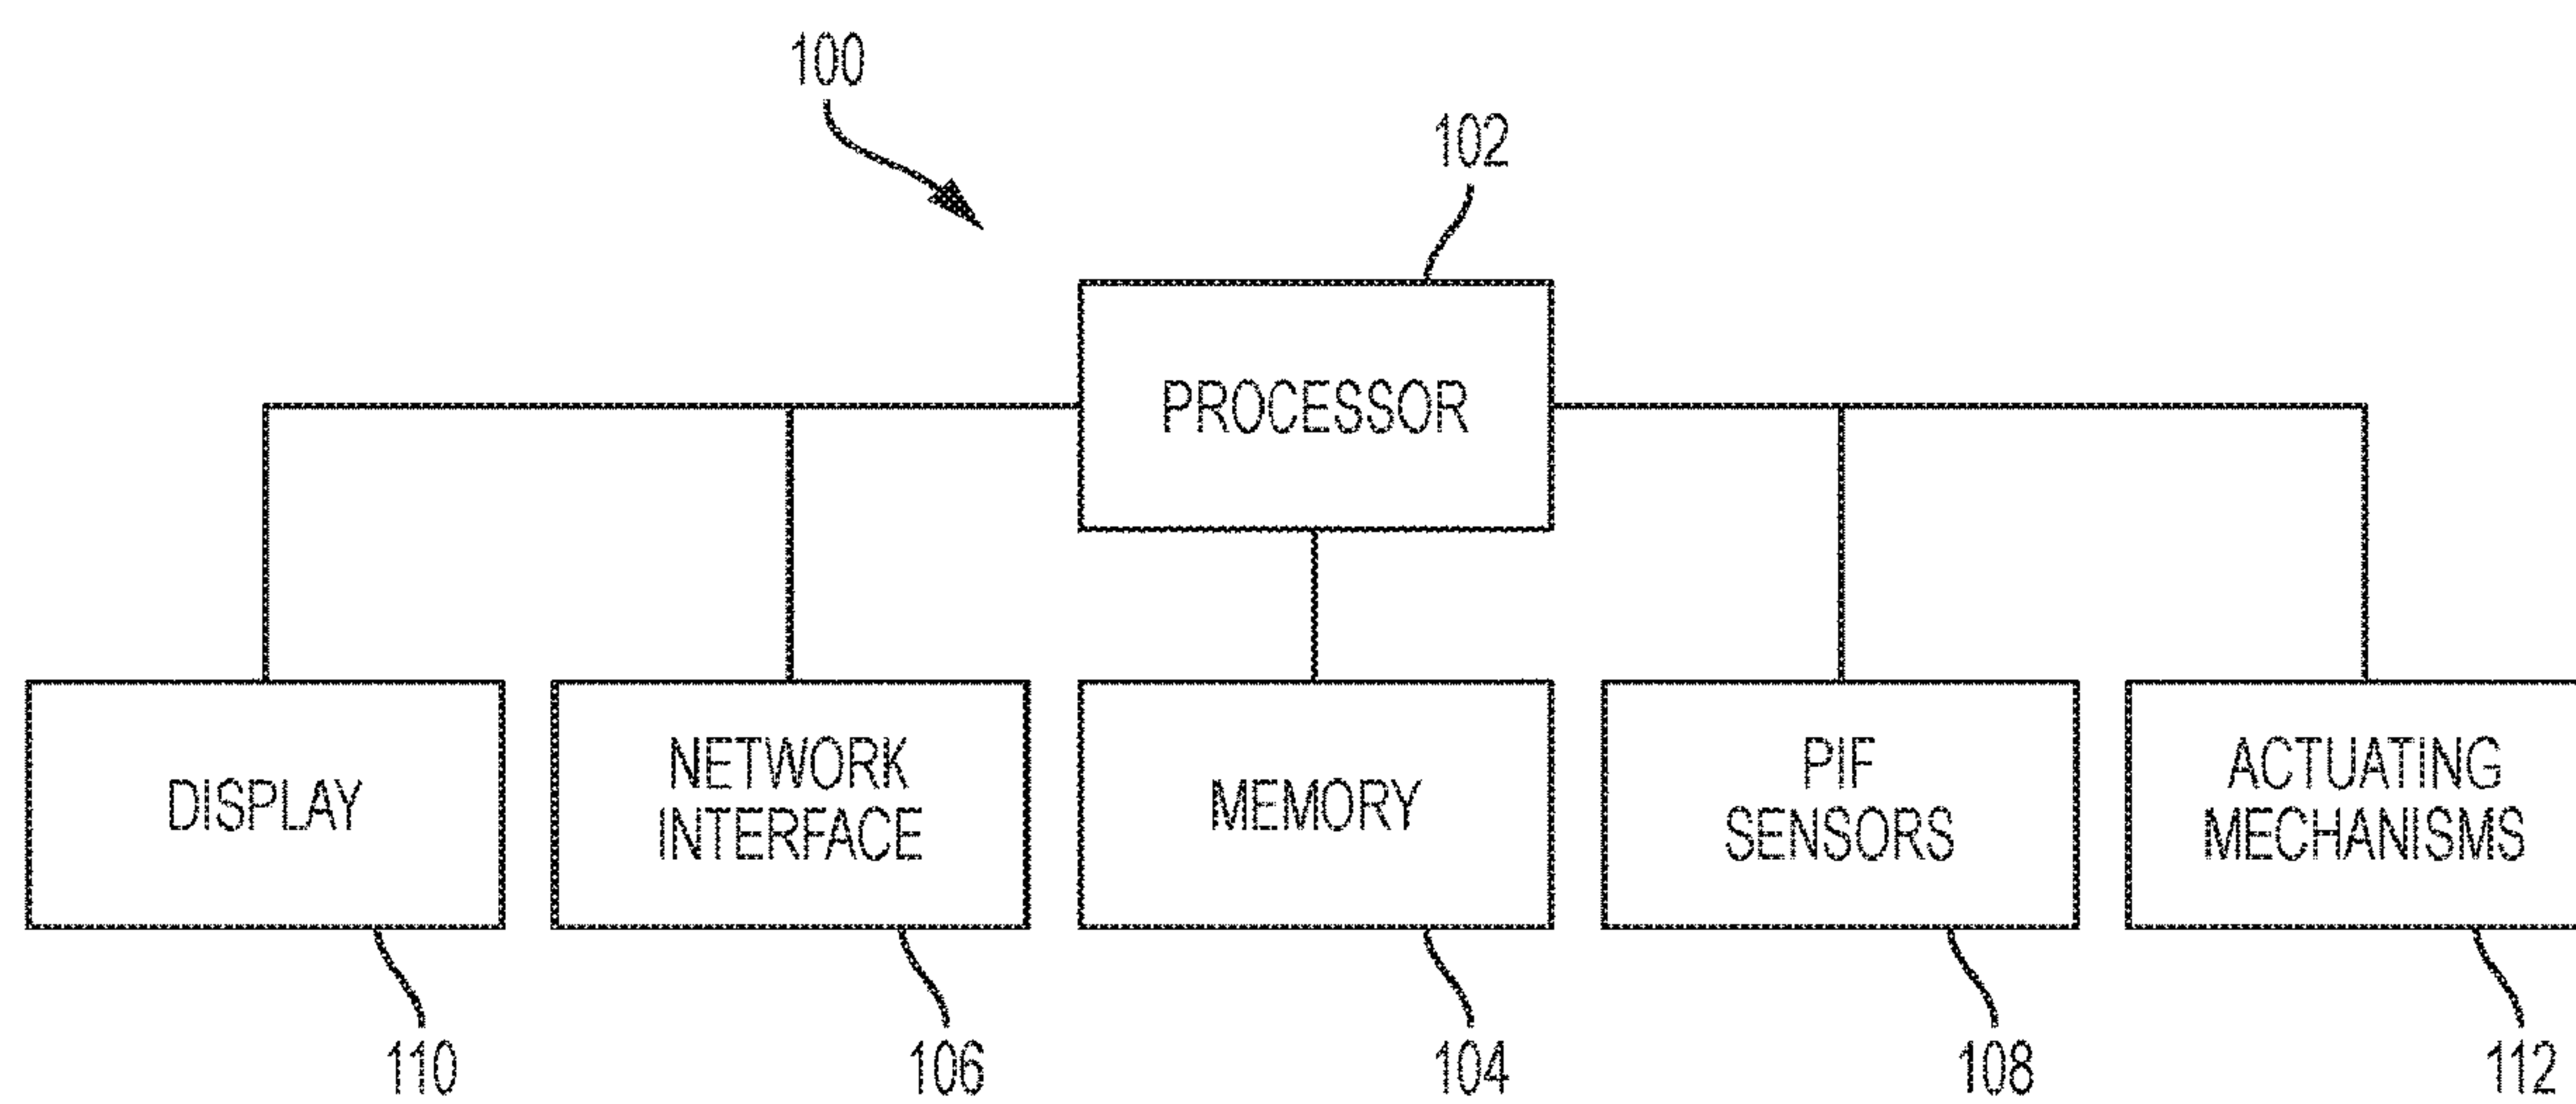 100
102
PROCESSOR
DISPLAY
NETWORK
INTERFACE
MEMORY
PIF
SENSORS
ACTUATING
MECHANISMS
110
106
104
108
112